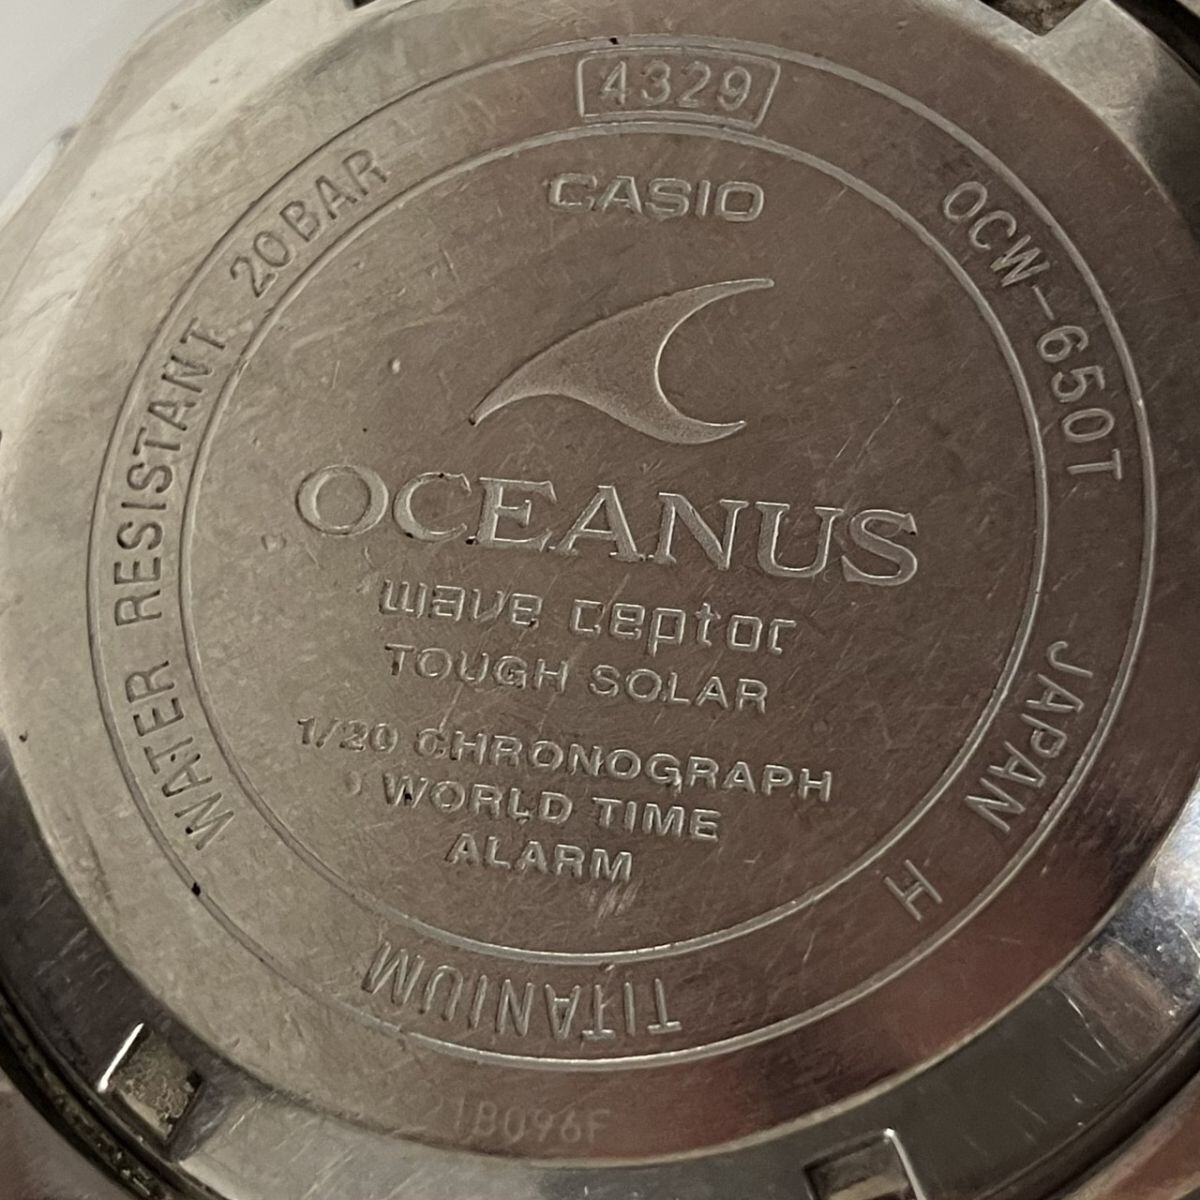 4329
CASIO
OCEANUS
wave ceptor
TOUGH SOLAR
1/20 CHRONOGRAPH
WORLD TIME
ALARM
WATER RESISTANT 20BAR
OCW-650T
JAPAN H
TITANIUM
21B096F